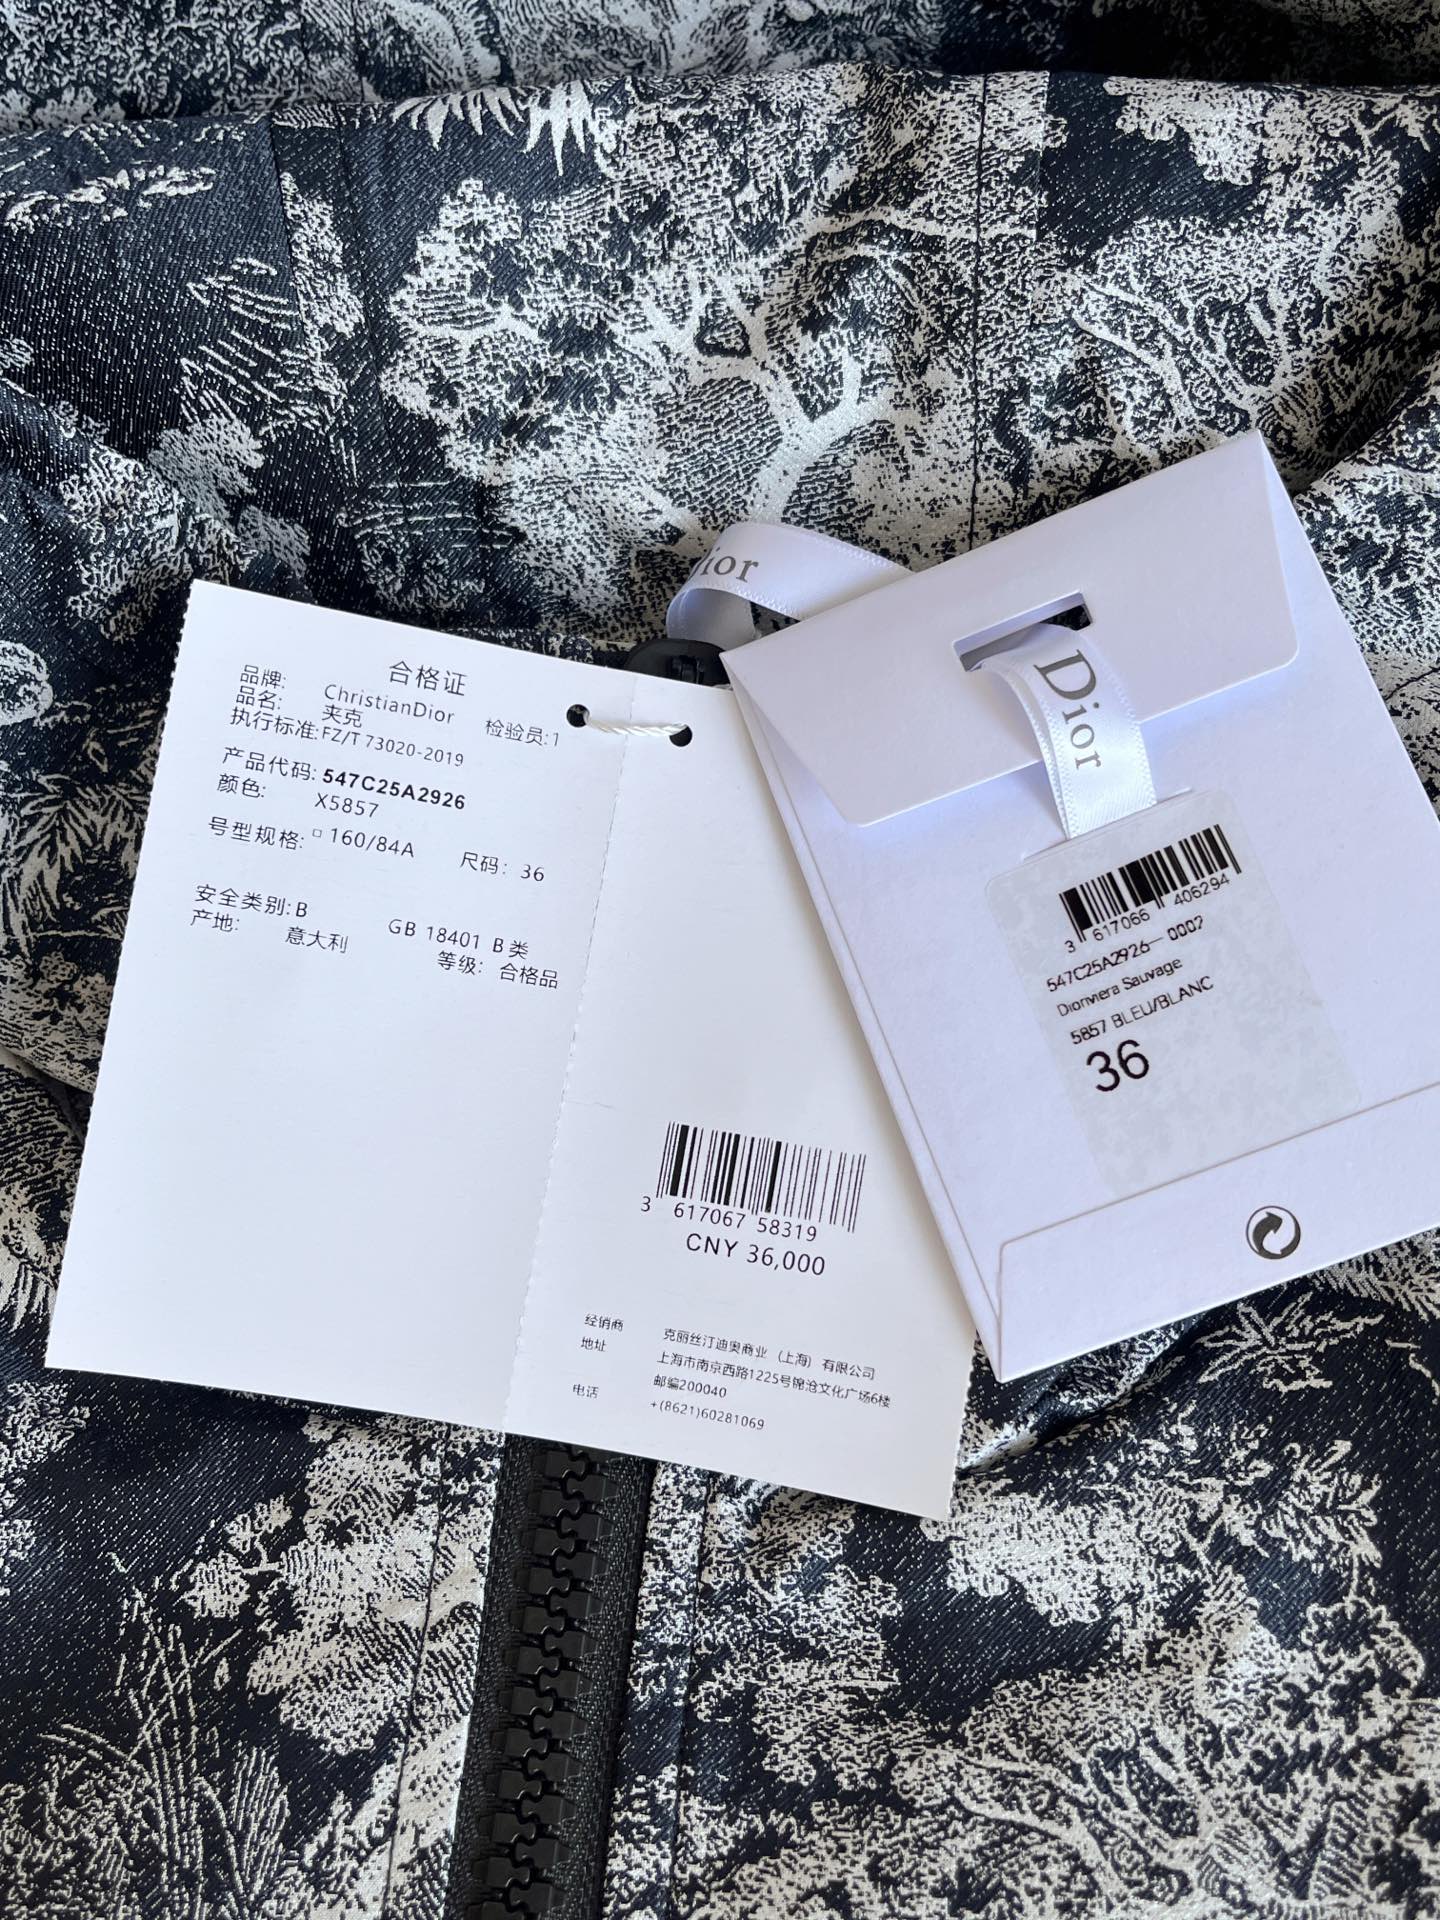 Dior
Dior
合格证
品牌: ChristianDior
品名: 夹克 检验员:1
执行标准:FZ/T 73020-2019
产品代码: 547C25A2926
颜色: X5857
号型规格: □ 160/84A 尺码: 36
安全类别: B GB 18401 B 类
产地: 意大利 等级: 合格品
3 617067 58319
CNY 36,000
经销商 克丽丝汀迪奥商业 (上海) 有限公司
地址 上海市南京西路1225号锦沧文化广场6楼
邮编200040
电话 +(8621)60281069
3 617066 406294
547C25A2926— 0002
Dionviera Sauvage
5857 BLEU/BLANC
36